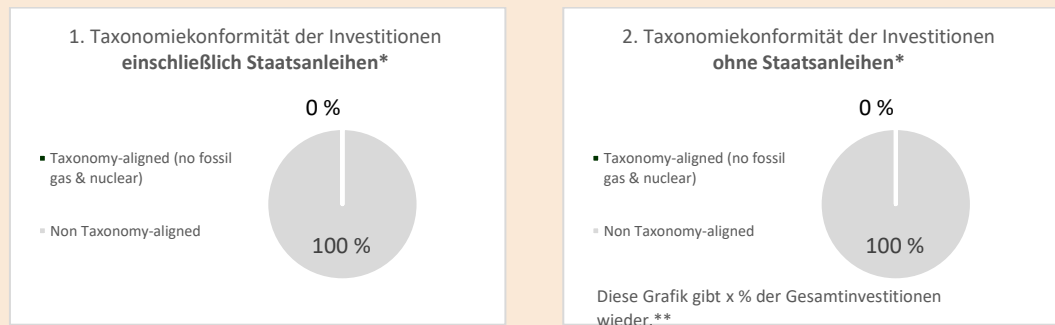 1. Taxonomiekonformität der Investitionen
einschließlich Staatsanleihen*
0 %
Taxonomy-aligned (no fossil
gas & nuclear)
Non Taxonomy-aligned
100 %
2. Taxonomiekonformität der Investitionen
ohne Staatsanleihen*
0 %
Taxonomy-aligned (no fossil
gas & nuclear)
Non Taxonomy-aligned
100 %
Diese Grafik gibt x % der Gesamtinvestitionen
wieder.**